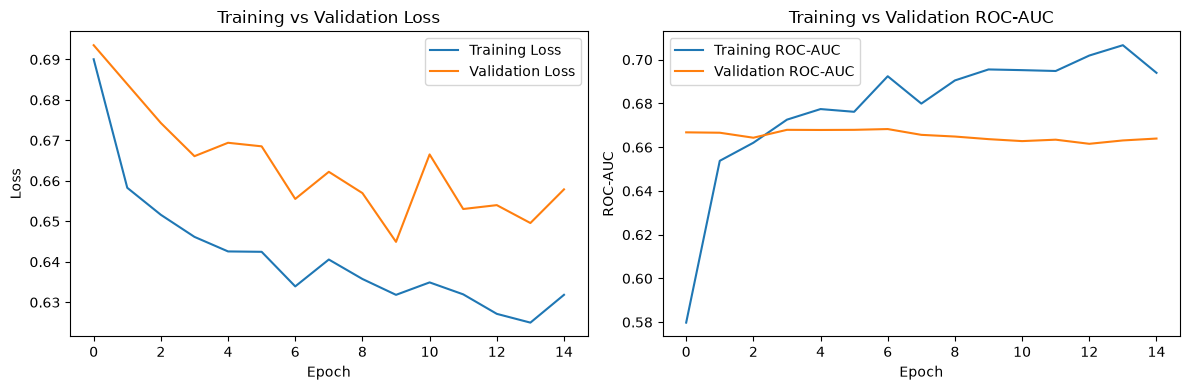 Training vs Validation Loss
Training Loss
Validation Loss
0.69
0.68
0.67
0.66
0.65
0.64
0.63
Loss
0 2 4 6 8 10 12 14
Epoch
Training vs Validation ROC-AUC
Training ROC-AUC
Validation ROC-AUC
0.70
0.68
0.66
0.64
0.62
0.60
0.58
ROC-AUC
0 2 4 6 8 10 12 14
Epoch